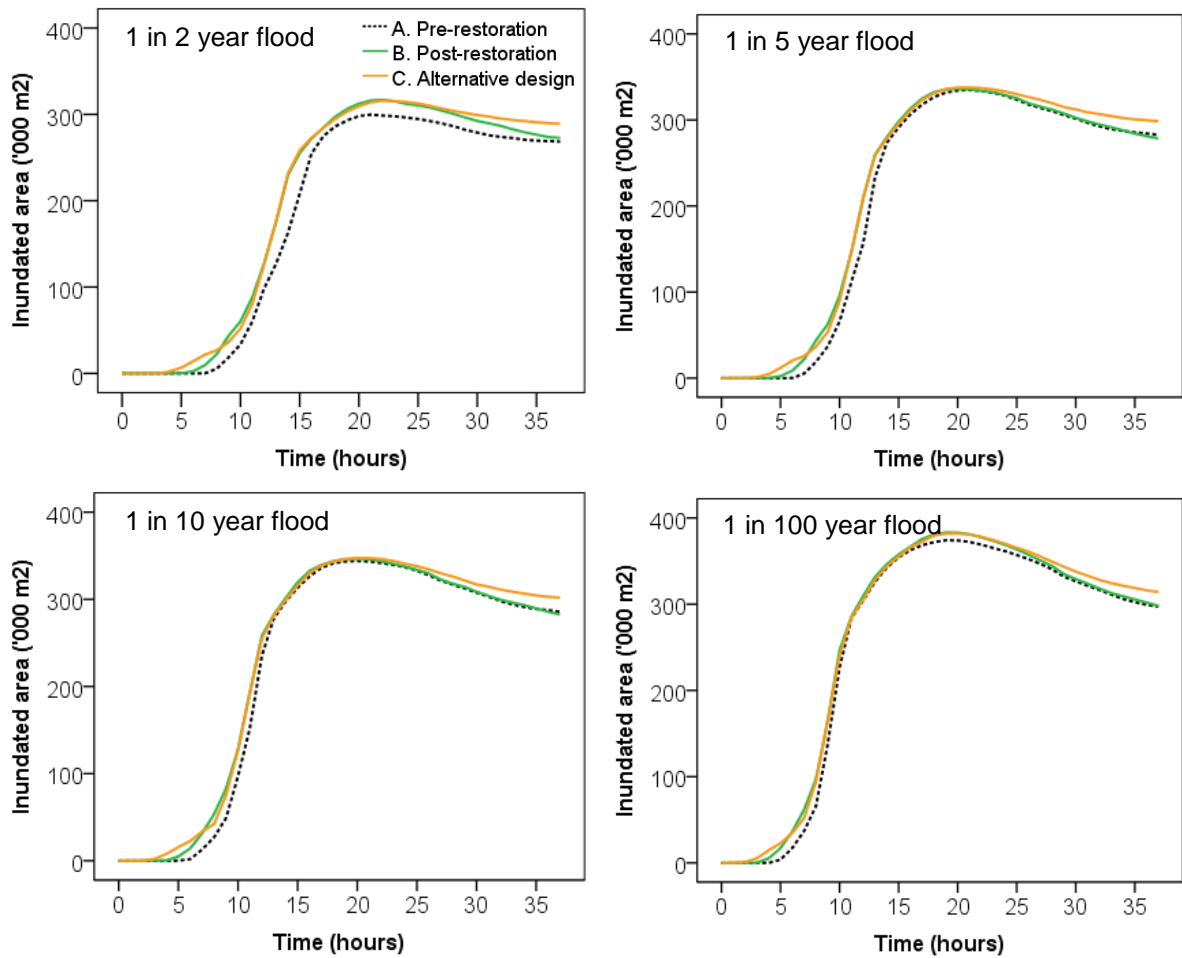 1 in 2 year flood
A. Pre-restoration
B. Post-restoration
C. Alternative design
400
300
200
100
0
Inundated area ('000 m2)
0 5 10 15 20 25 30 35
Time (hours)
1 in 5 year flood
400
300
200
100
0
Inundated area ('000 m2)
0 5 10 15 20 25 30 35
Time (hours)
1 in 10 year flood
400
300
200
100
0
Inundated area ('000 m2)
0 5 10 15 20 25 30 35
Time (hours)
1 in 100 year flood
400
300
200
100
0
Inundated area ('000 m2)
0 5 10 15 20 25 30 35
Time (hours)